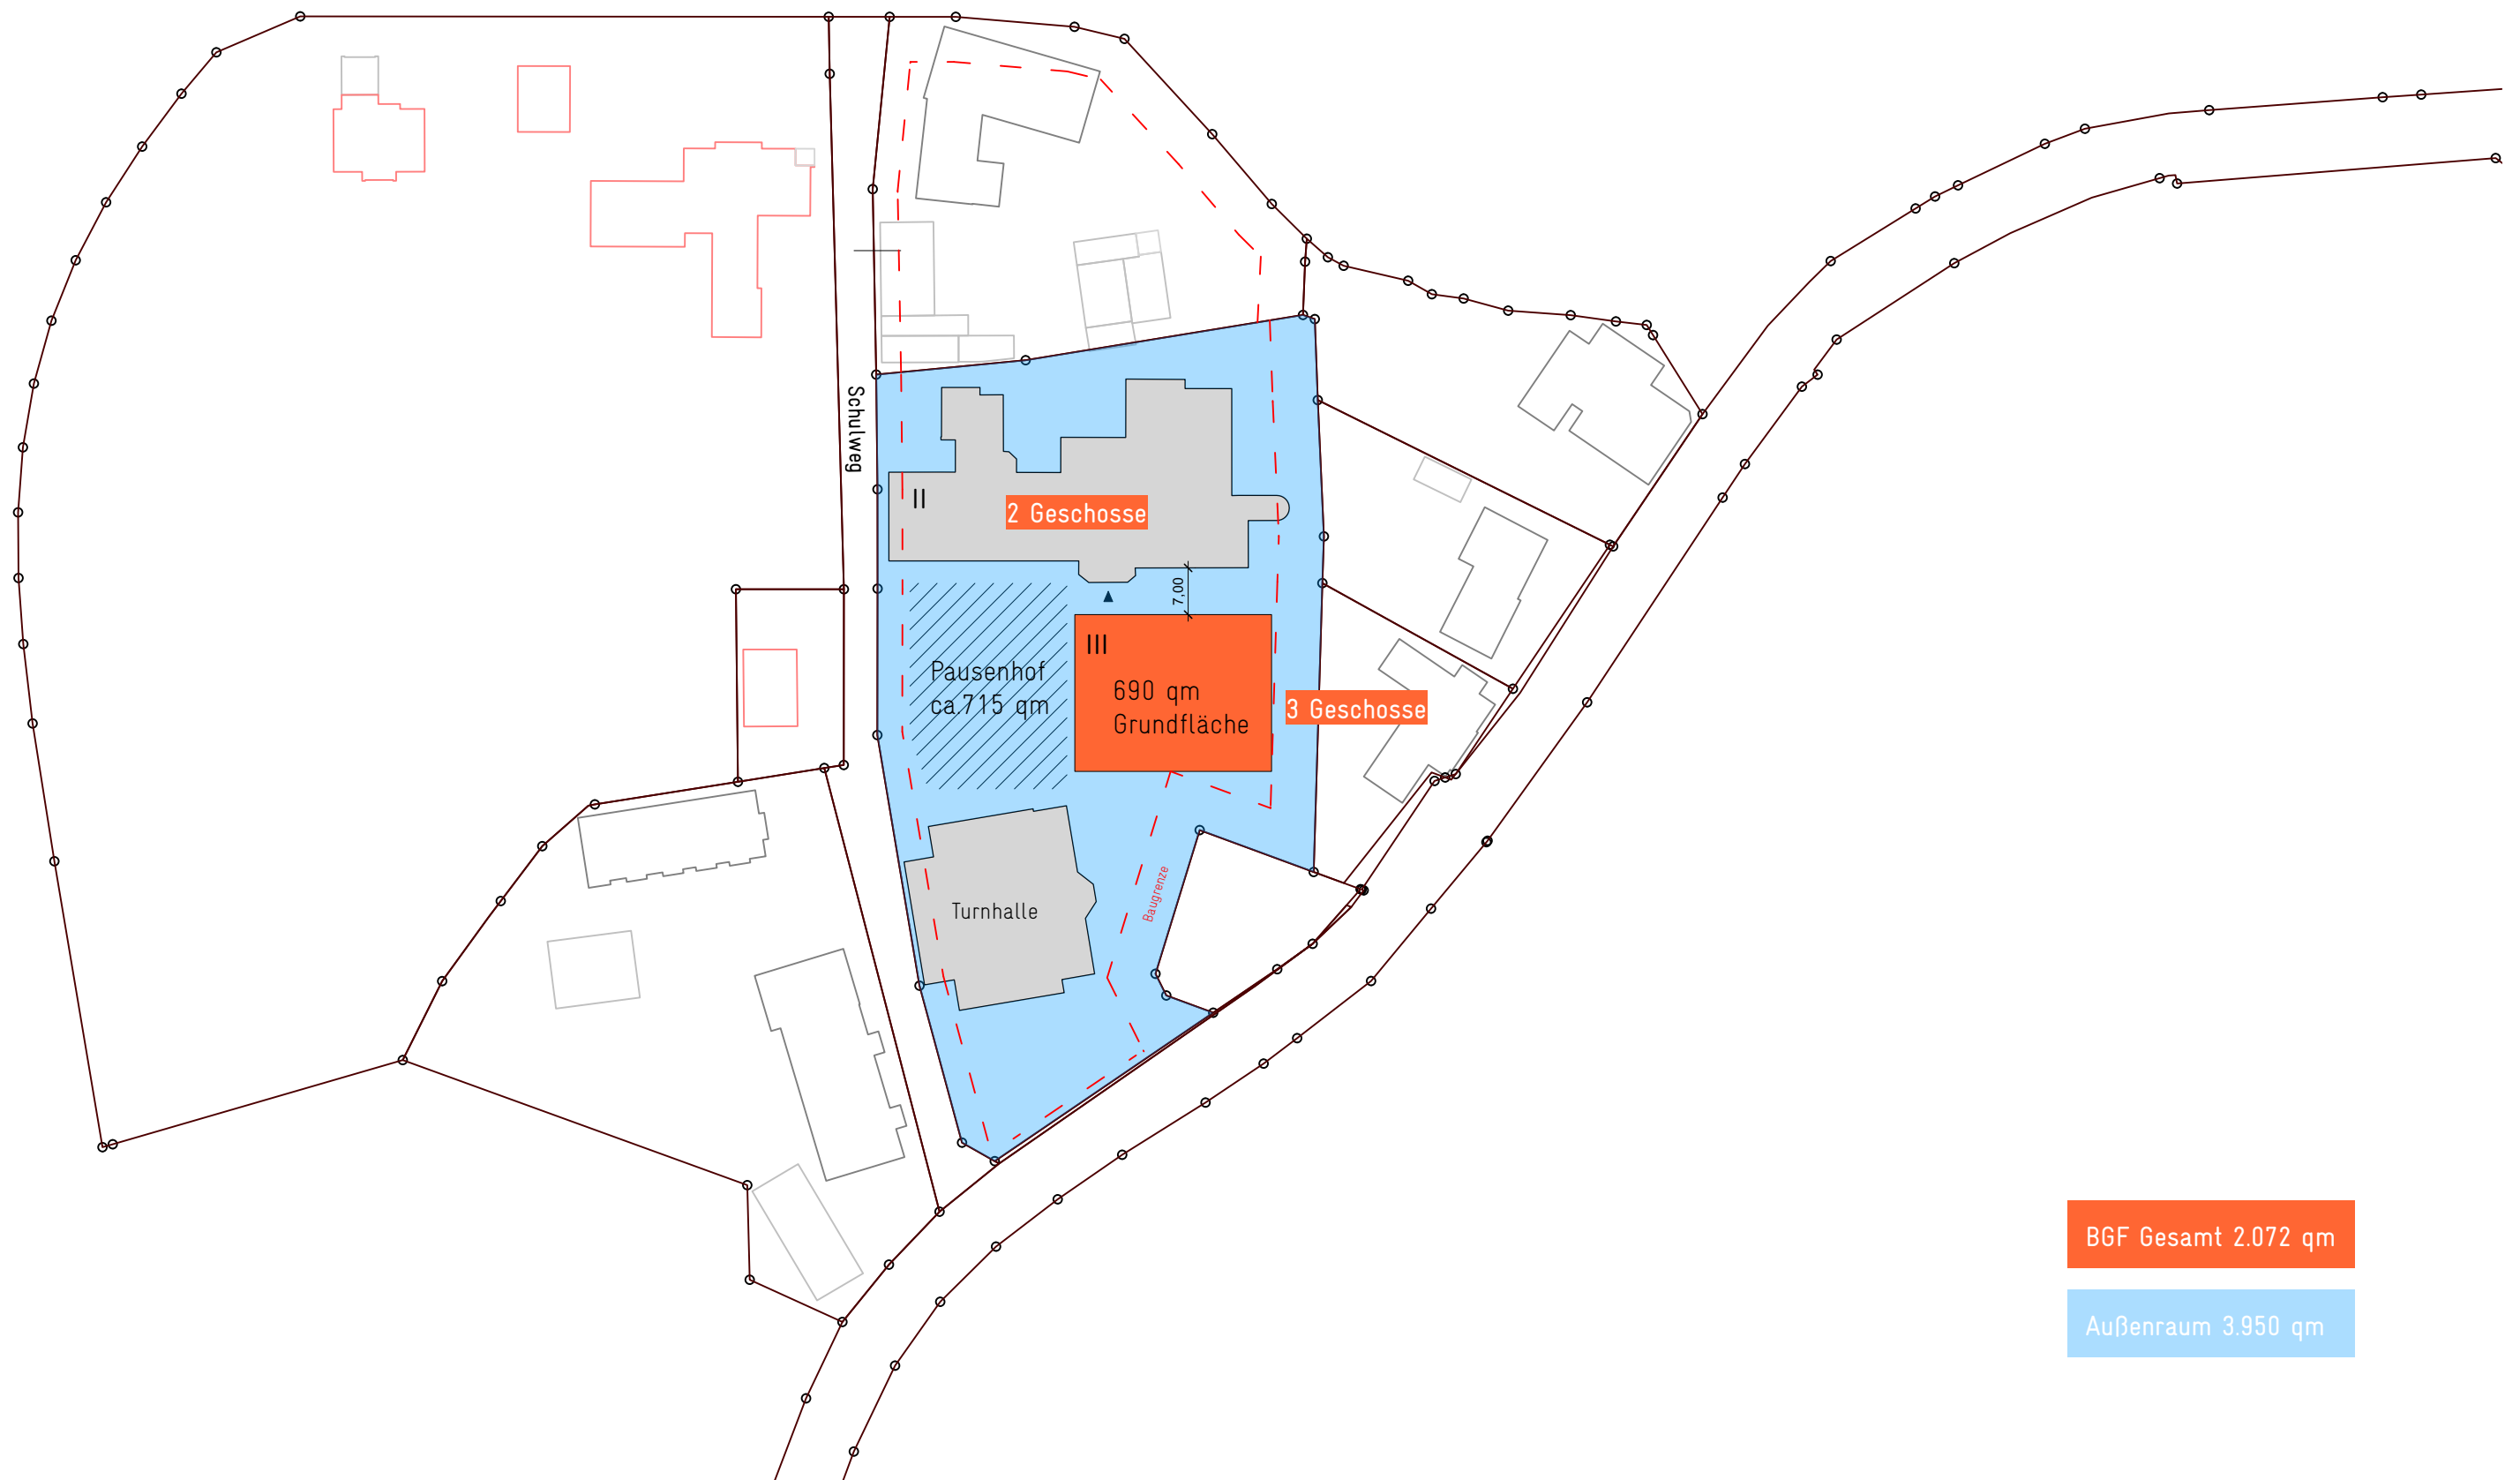 Schulweg
II
2 Geschosse
7,00
III
Pausenhof
ca.715 qm
690 qm
Grundfläche
3 Geschosse
Turnhalle
Baugrenze
BGF Gesamt 2.072 qm
Außenraum 3.950 qm